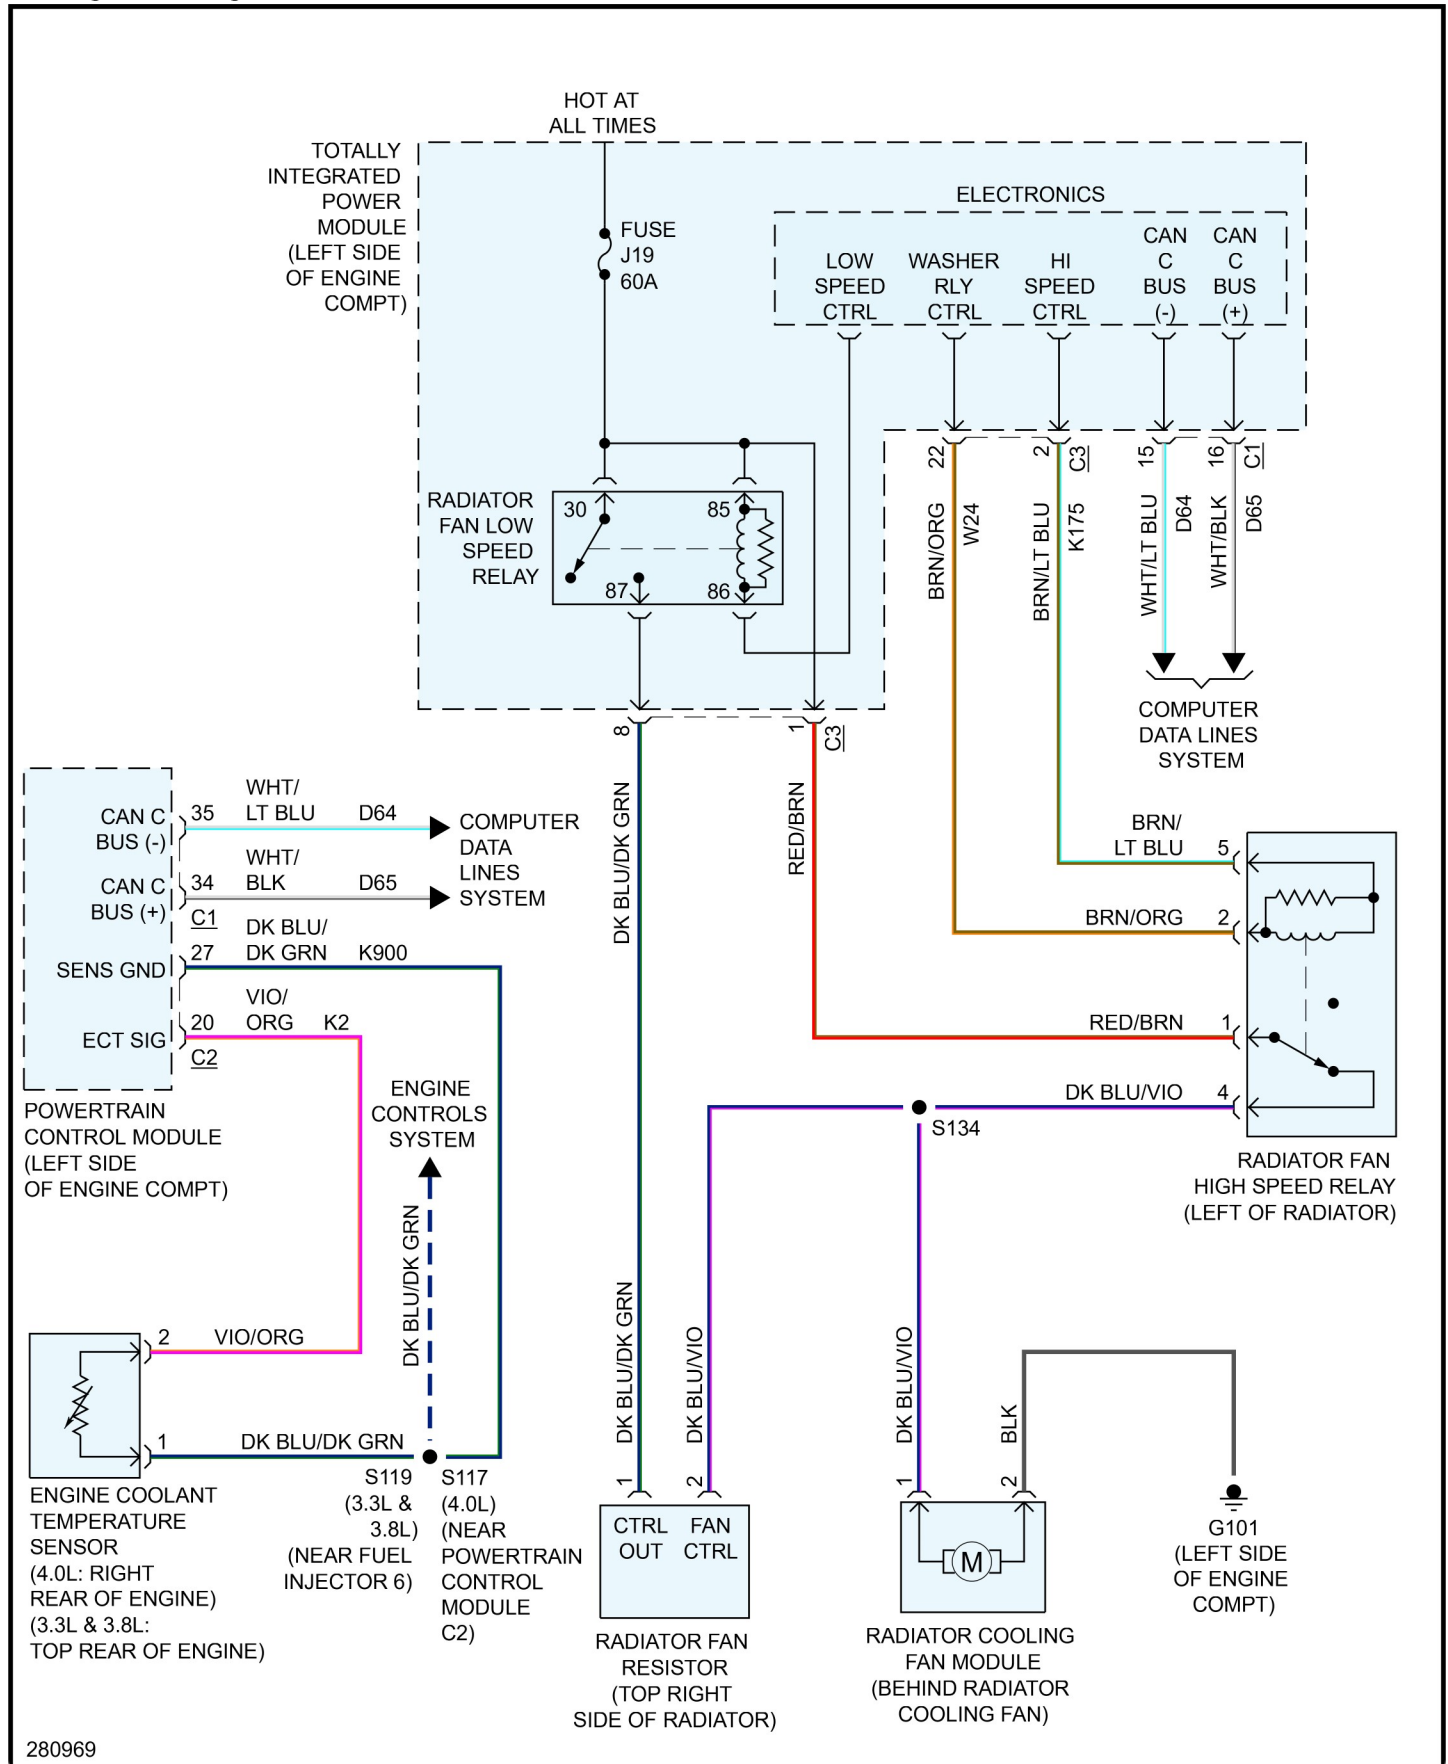 HOT AT
ALL TIMES
TOTALLY
INTEGRATED
POWER
MODULE
(LEFT SIDE
OF ENGINE
COMPT)
FUSE
J19
60A
ELECTRONICS
LOW
SPEED
CTRL
WASHER
RLY
CTRL
HI
SPEED
CTRL
CAN
C
BUS
(-)
CAN
C
BUS
(+)
RADIATOR
FAN LOW
SPEED
RELAY
30
85
87
86
22
2
C3
15
16
C1
BRN/ORG
W24
BRN/LT BLU
K175
WHT/LT BLU
D64
WHT/BLK
D65
COMPUTER
DATA LINES
SYSTEM
8
1
C3
DK BLU/DK GRN
RED/BRN
CAN C
BUS (-)
35
WHT/
LT BLU
D64
CAN C
BUS (+)
34
WHT/
BLK
D65
C1
COMPUTER
DATA
LINES
SYSTEM
SENS GND
27
DK BLU/
DK GRN
K900
ECT SIG
20
VIO/
ORG
K2
C2
POWERTRAIN
CONTROL MODULE
(LEFT SIDE
OF ENGINE COMPT)
BRN/
LT BLU
5
BRN/ORG
2
RED/BRN
1
DK BLU/VIO
4
S134
RADIATOR FAN
HIGH SPEED RELAY
(LEFT OF RADIATOR)
ENGINE
CONTROLS
SYSTEM
DK BLU/DK GRN
2
VIO/ORG
1
DK BLU/DK GRN
ENGINE COOLANT
TEMPERATURE
SENSOR
(4.0L: RIGHT
REAR OF ENGINE)
(3.3L & 3.8L:
TOP REAR OF ENGINE)
S119
(3.3L &
3.8L)
(NEAR FUEL
INJECTOR 6)
S117
(4.0L)
(NEAR
POWERTRAIN
CONTROL
MODULE
C2)
DK BLU/DK GRN
DK BLU/VIO
1
2
CTRL
OUT
FAN
CTRL
RADIATOR FAN
RESISTOR
(TOP RIGHT
SIDE OF RADIATOR)
DK BLU/VIO
BLK
1
2
M
RADIATOR COOLING
FAN MODULE
(BEHIND RADIATOR
COOLING FAN)
G101
(LEFT SIDE
OF ENGINE
COMPT)
280969